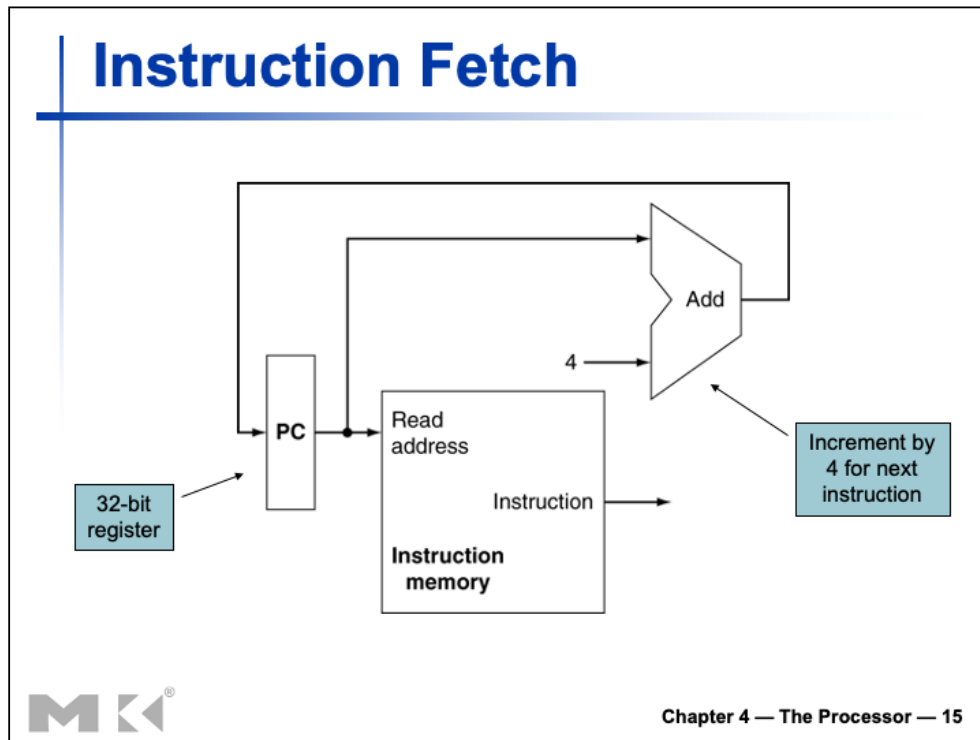 Instruction Fetch
Add
4
PC
Read
address
Instruction
Instruction
memory
32-bit
register
Increment by
4 for next
instruction
MK®
Chapter 4 — The Processor — 15